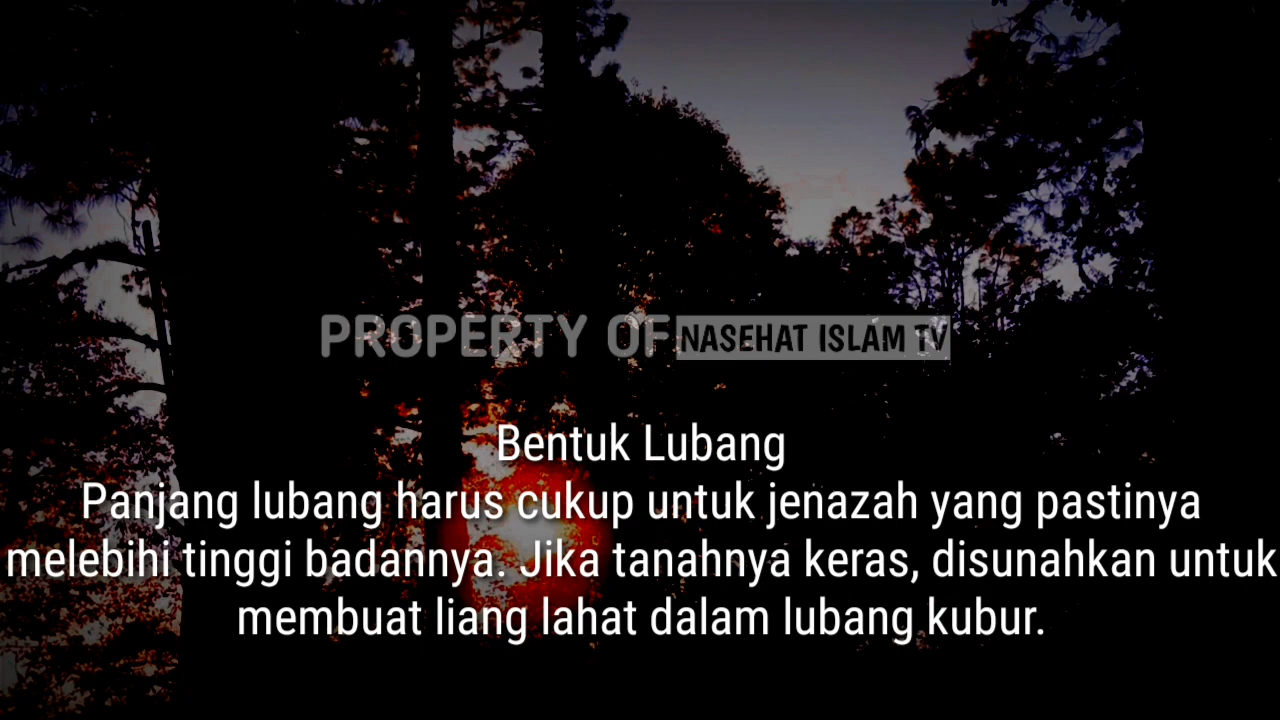 PROPERTY OF NASEHAT ISLAM TV
Bentuk Lubang
Panjang lubang harus cukup untuk jenazah yang pastinya
melebihi tinggi badannya. Jika tanahnya keras, disunahkan untuk
membuat liang lahat dalam lubang kubur.